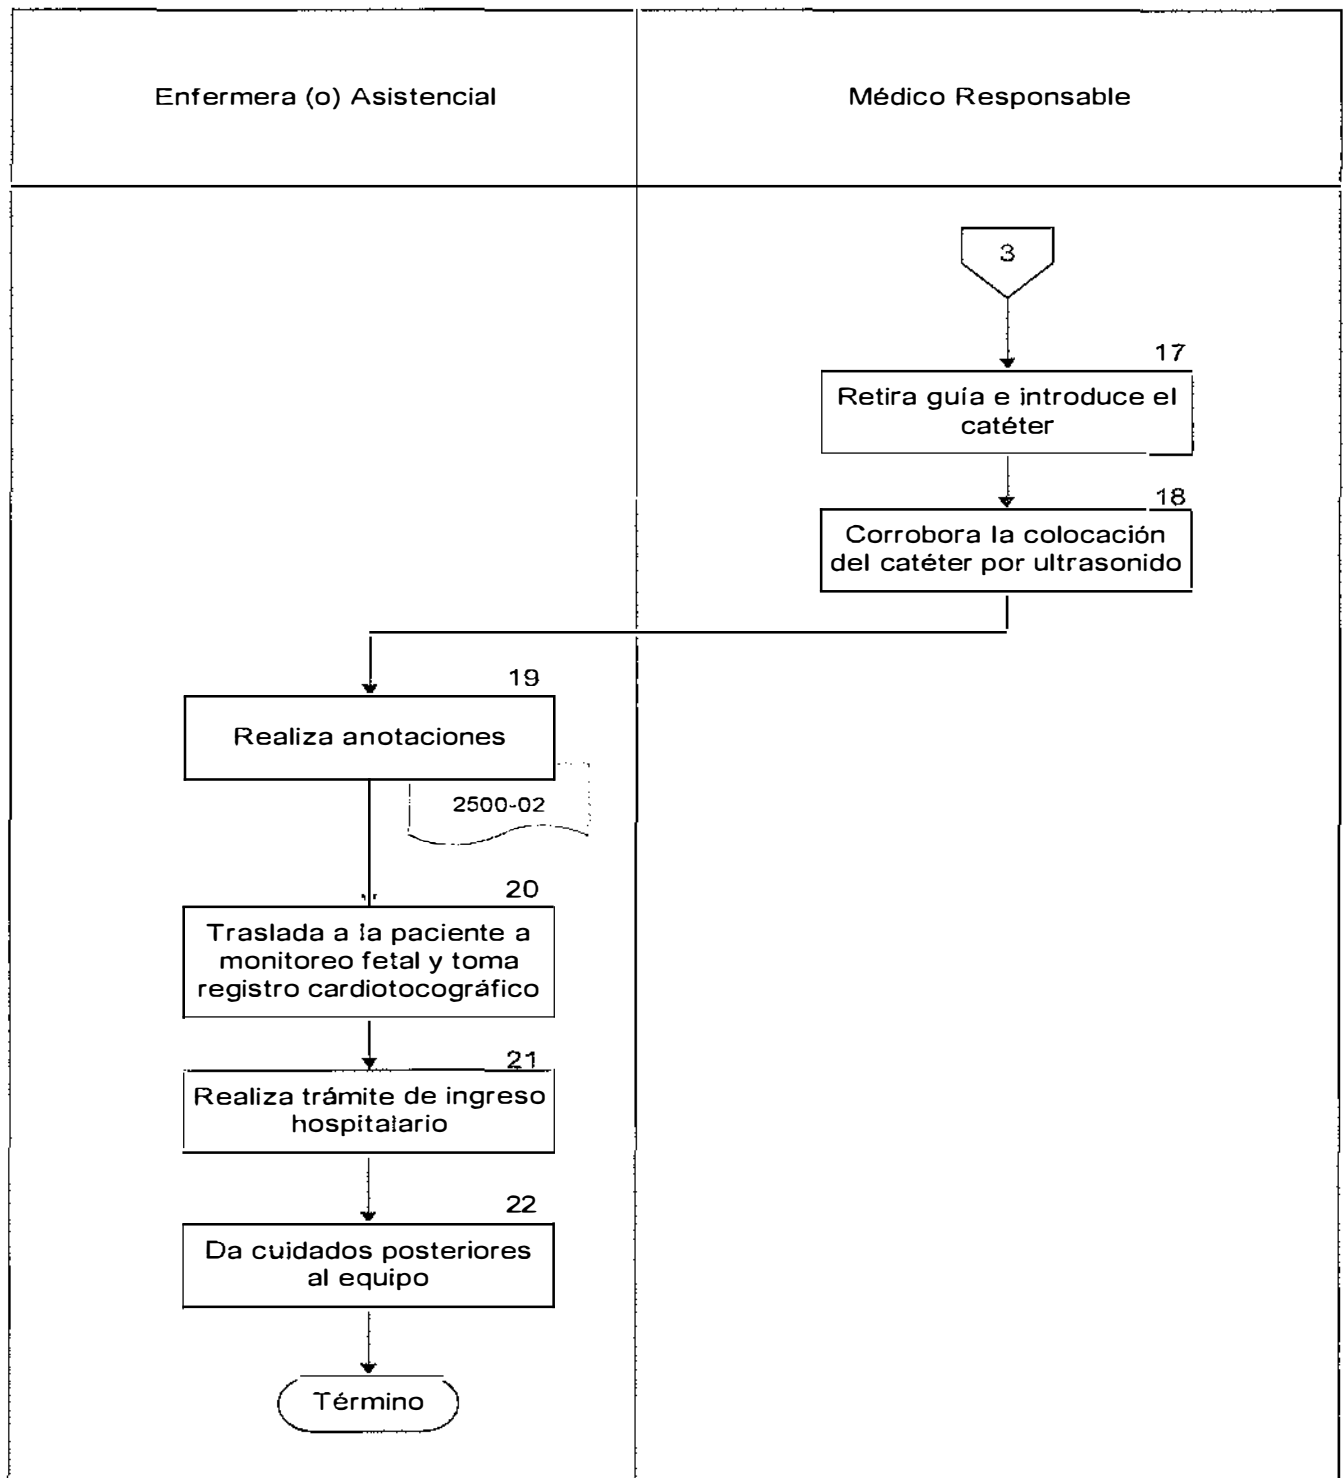 Enfermera (o) Asistencial
Médico Responsable
3
17
Retira guía e introduce el
catéter
18
Corrobora la colocación
del catéter por ultrasonido
19
Realiza anotaciones
2500-02
20
Traslada a la paciente a
monitoreo fetal y toma
registro cardiotocográfico
21
Realiza trámite de ingreso
hospitalario
22
Da cuidados posteriores
al equipo
Término